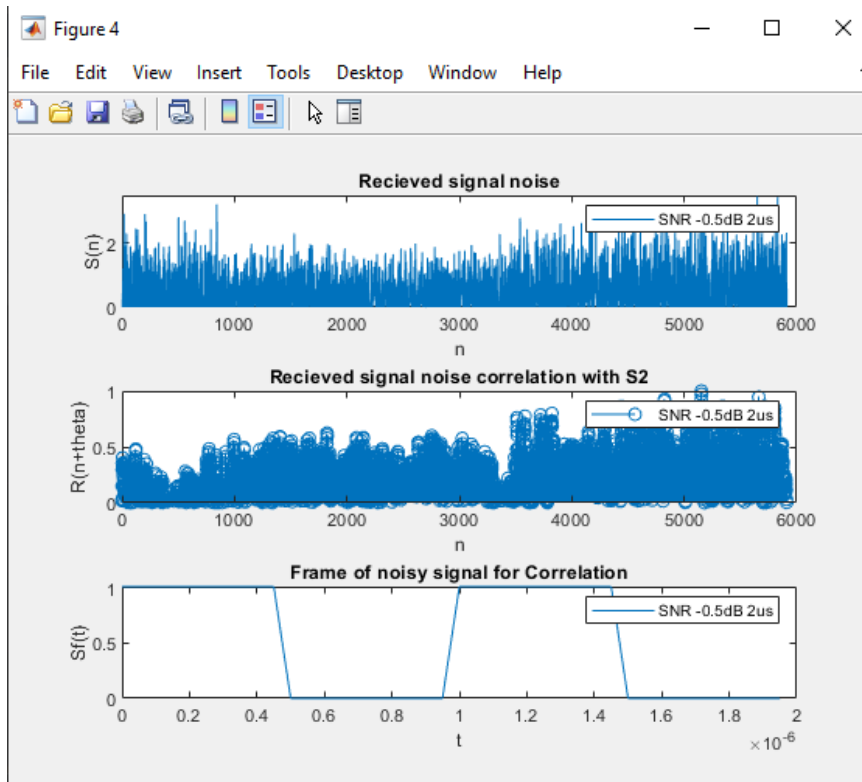 Figure 4
File Edit View Insert Tools Desktop Window Help
Recieved signal noise
SNR -0.5dB 2us
S(n)
2
0
0 1000 2000 3000 4000 5000 6000
n
Recieved signal noise correlation with S2
SNR -0.5dB 2us
R(n+theta)
1
0.5
0
0 1000 2000 3000 4000 5000 6000
n
Frame of noisy signal for Correlation
SNR -0.5dB 2us
Sf(t)
1
0.5
0
0 0.2 0.4 0.6 0.8 1 1.2 1.4 1.6 1.8 2
t
×10⁻⁶